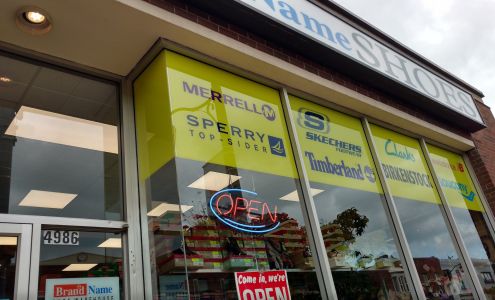 Name SHOES
MERRELL
SPERRY
TOP-SIDER
SKECHERS
Timberland
Clarks
BIRKENSTOCK
OPEN
4986
Brand Name
Come in, we're
OPEN